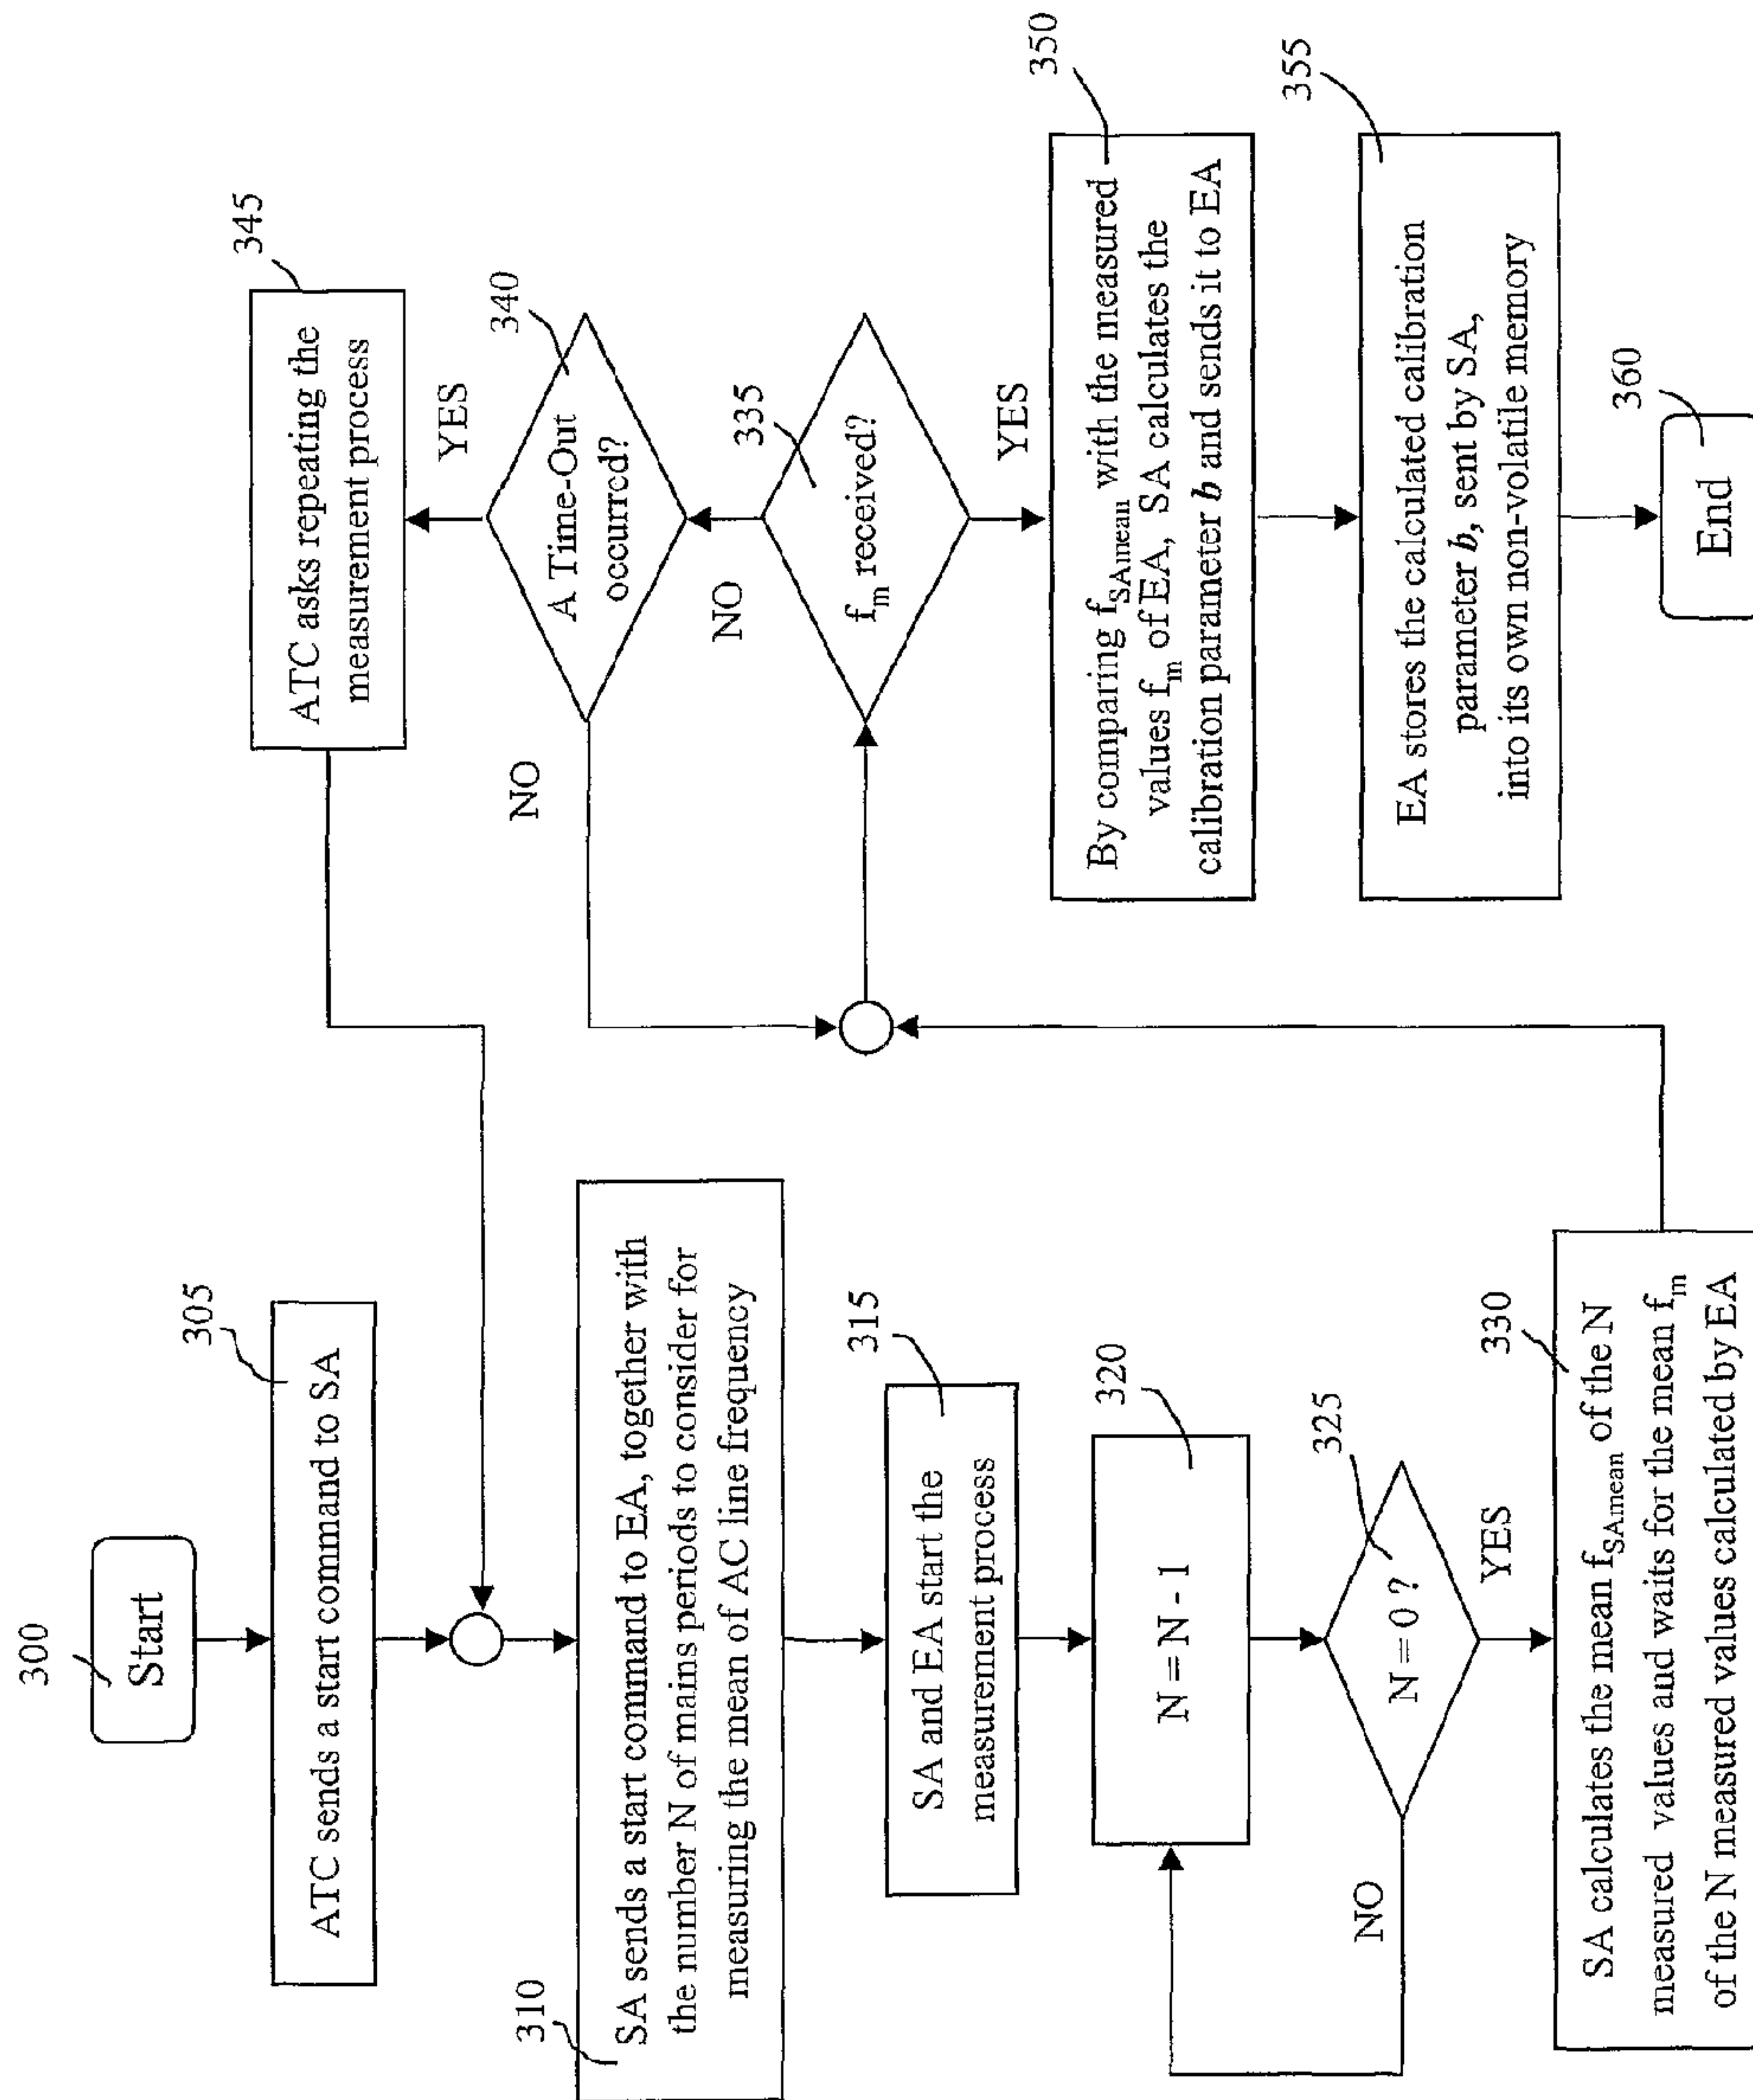 300
Start
305
ATC sends a start command to SA
310
SA sends a start command to EA, together with
the number N of mains periods to consider for
measuring the mean of AC line frequency
315
SA and EA start the
measurement process
320
N = N - 1
325
N = 0 ?
NO
YES
330
SA calculates the mean fSAmean of the N
measured values and waits for the mean fm
of the N measured values calculated by EA
345
ATC asks repeating the
measurement process
YES
340
A Time-Out
occurred?
NO
NO
335
fm received?
YES
350
By comparing fSAmean with the measured
values fm of EA, SA calculates the
calibration parameter b and sends it to EA
355
EA stores the calculated calibration
parameter b, sent by SA,
into its own non-volatile memory
360
End